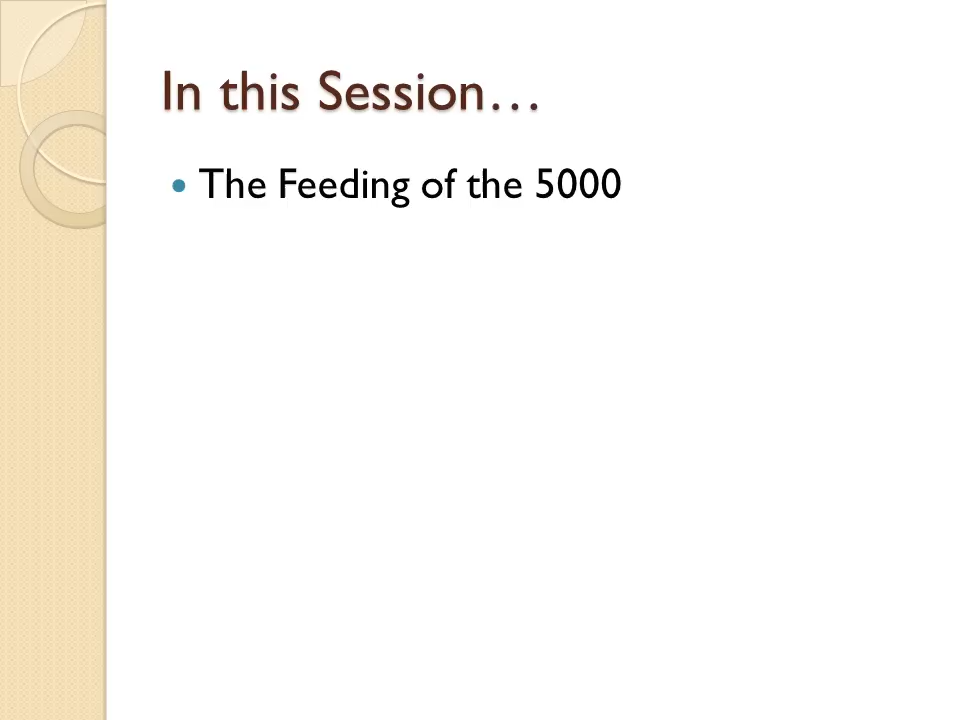 In this Session…
• The Feeding of the 5000